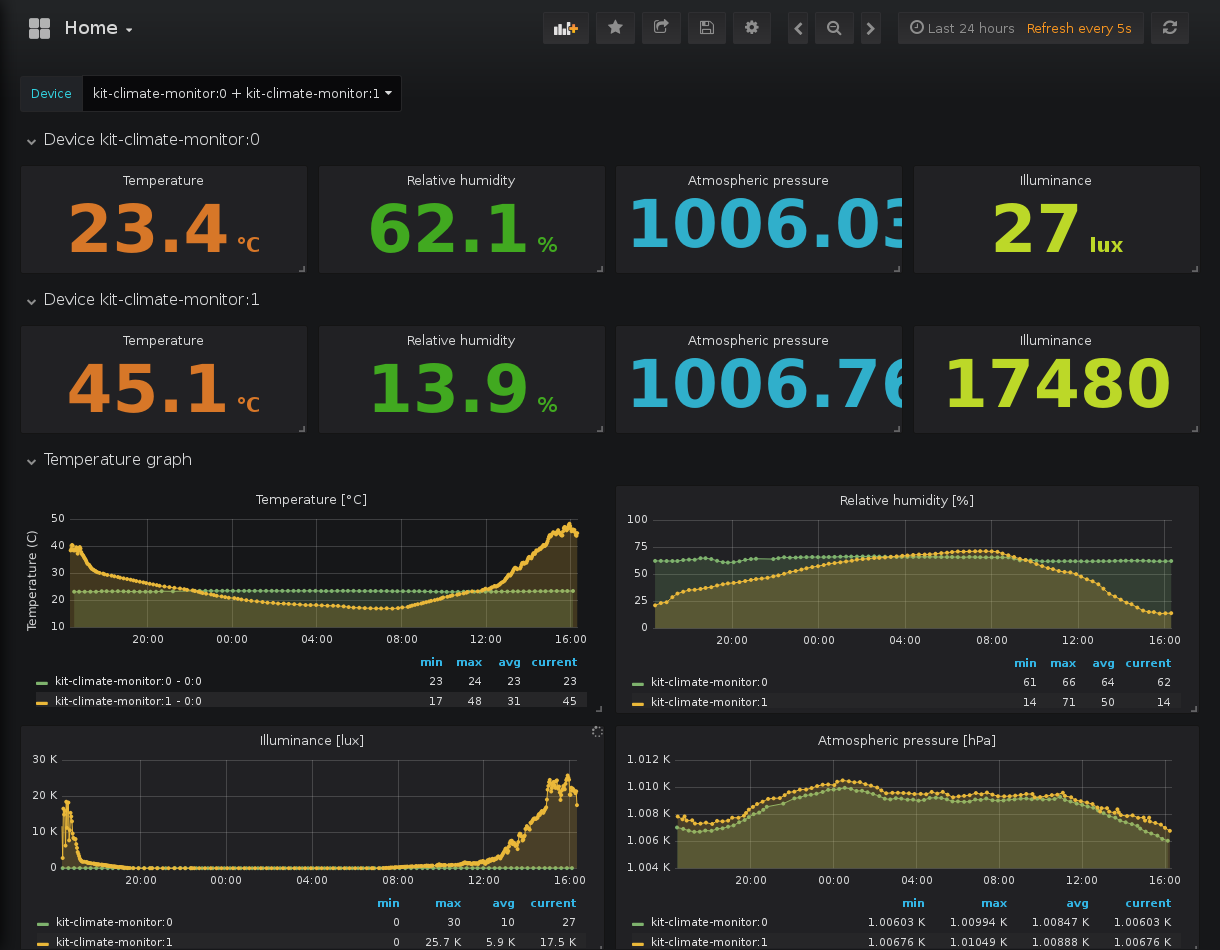 Home
Last 24 hours Refresh every 5s
Device kit-climate-monitor:0 + kit-climate-monitor:1
Device kit-climate-monitor:0
Temperature Relative humidity Atmospheric pressure Illuminance
23.4 °C 62.1 % 1006.03 27 lux
Device kit-climate-monitor:1
Temperature Relative humidity Atmospheric pressure Illuminance
45.1 °C 13.9 % 1006.76 17480
Temperature graph
Temperature [°C]
Temperature (C)
50
40
30
20
10
20:00 00:00 04:00 08:00 12:00 16:00
min max avg current
kit-climate-monitor:0 - 0:0 23 24 23 23
kit-climate-monitor:1 - 0:0 17 48 31 45
Relative humidity [%]
100
75
50
25
0
20:00 00:00 04:00 08:00 12:00 16:00
min max avg current
kit-climate-monitor:0 61 66 64 62
kit-climate-monitor:1 14 71 50 14
Illuminance [lux]
30 K
20 K
10 K
0
20:00 00:00 04:00 08:00 12:00 16:00
min max avg current
kit-climate-monitor:0 0 30 10 27
kit-climate-monitor:1 0 25.7 K 5.9 K 17.5 K
Atmospheric pressure [hPa]
1.012 K
1.010 K
1.008 K
1.006 K
1.004 K
20:00 00:00 04:00 08:00 12:00 16:00
min max avg current
kit-climate-monitor:0 1.00603 K 1.00994 K 1.00847 K 1.00603 K
kit-climate-monitor:1 1.00676 K 1.01049 K 1.00888 K 1.00676 K